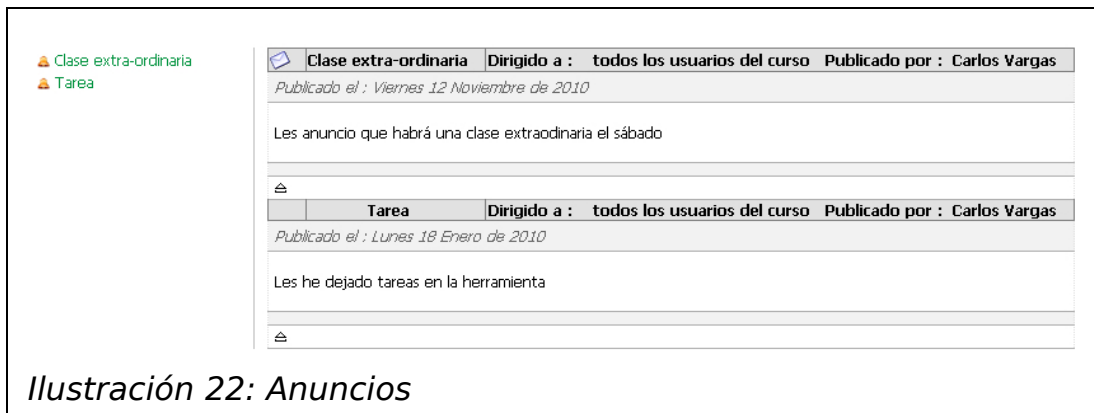 Clase extra-ordinaria
Tarea
Clase extra-ordinaria Dirigido a : todos los usuarios del curso Publicado por : Carlos Vargas
Publicado el : Viernes 12 Noviembre de 2010
Les anuncio que habrá una clase extraodinaria el sábado
Tarea Dirigido a : todos los usuarios del curso Publicado por : Carlos Vargas
Publicado el : Lunes 18 Enero de 2010
Les he dejado tareas en la herramienta
Ilustración 22: Anuncios